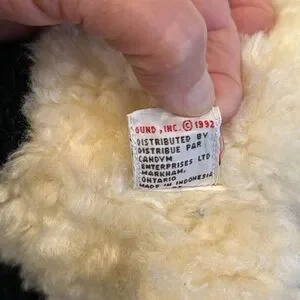 GUND, INC. © 1992
DISTRIBUTED BY
DISTRIBUE PAR
CANDYM
ENTERPRISES LTD
MARKHAM,
ONTARIO
MADE IN INDONESIA